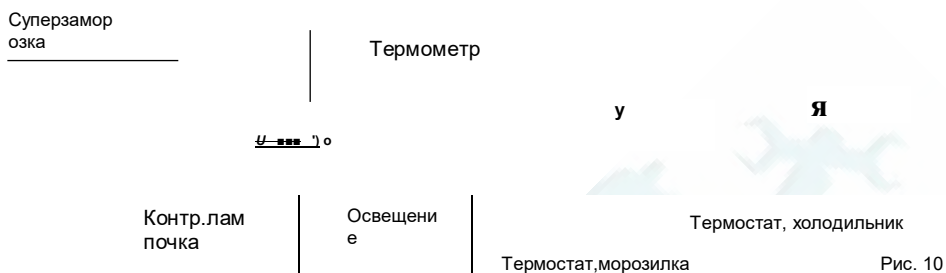 Суперзамор
озка
Термометр
у Я
U ■■■ ') о
Контр.лам
почка
Освещени
е
Термостат, холодильник
Термостат,морозилка
Рис. 10